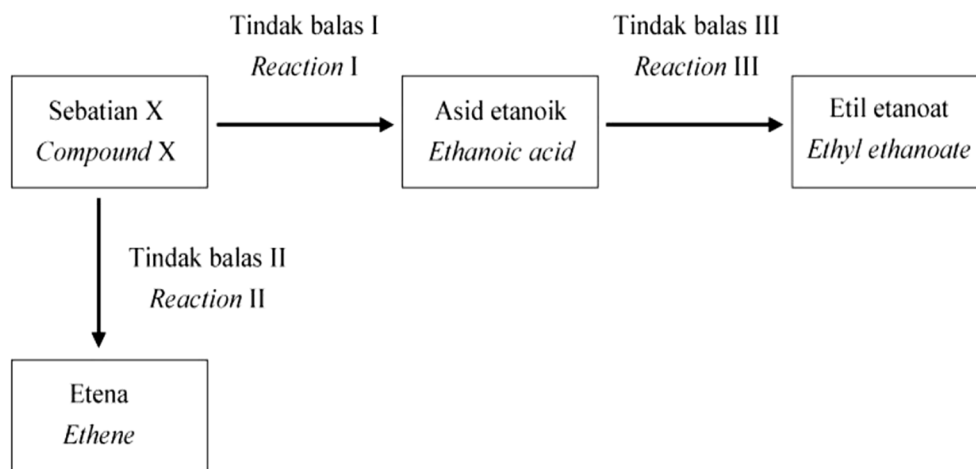 Tindak balas I
Reaction I
Tindak balas III
Reaction III
Sebatian X
Compound X
Asid etanoik
Ethanoic acid
Etil etanoat
Ethyl ethanoate
Tindak balas II
Reaction II
Etena
Ethene